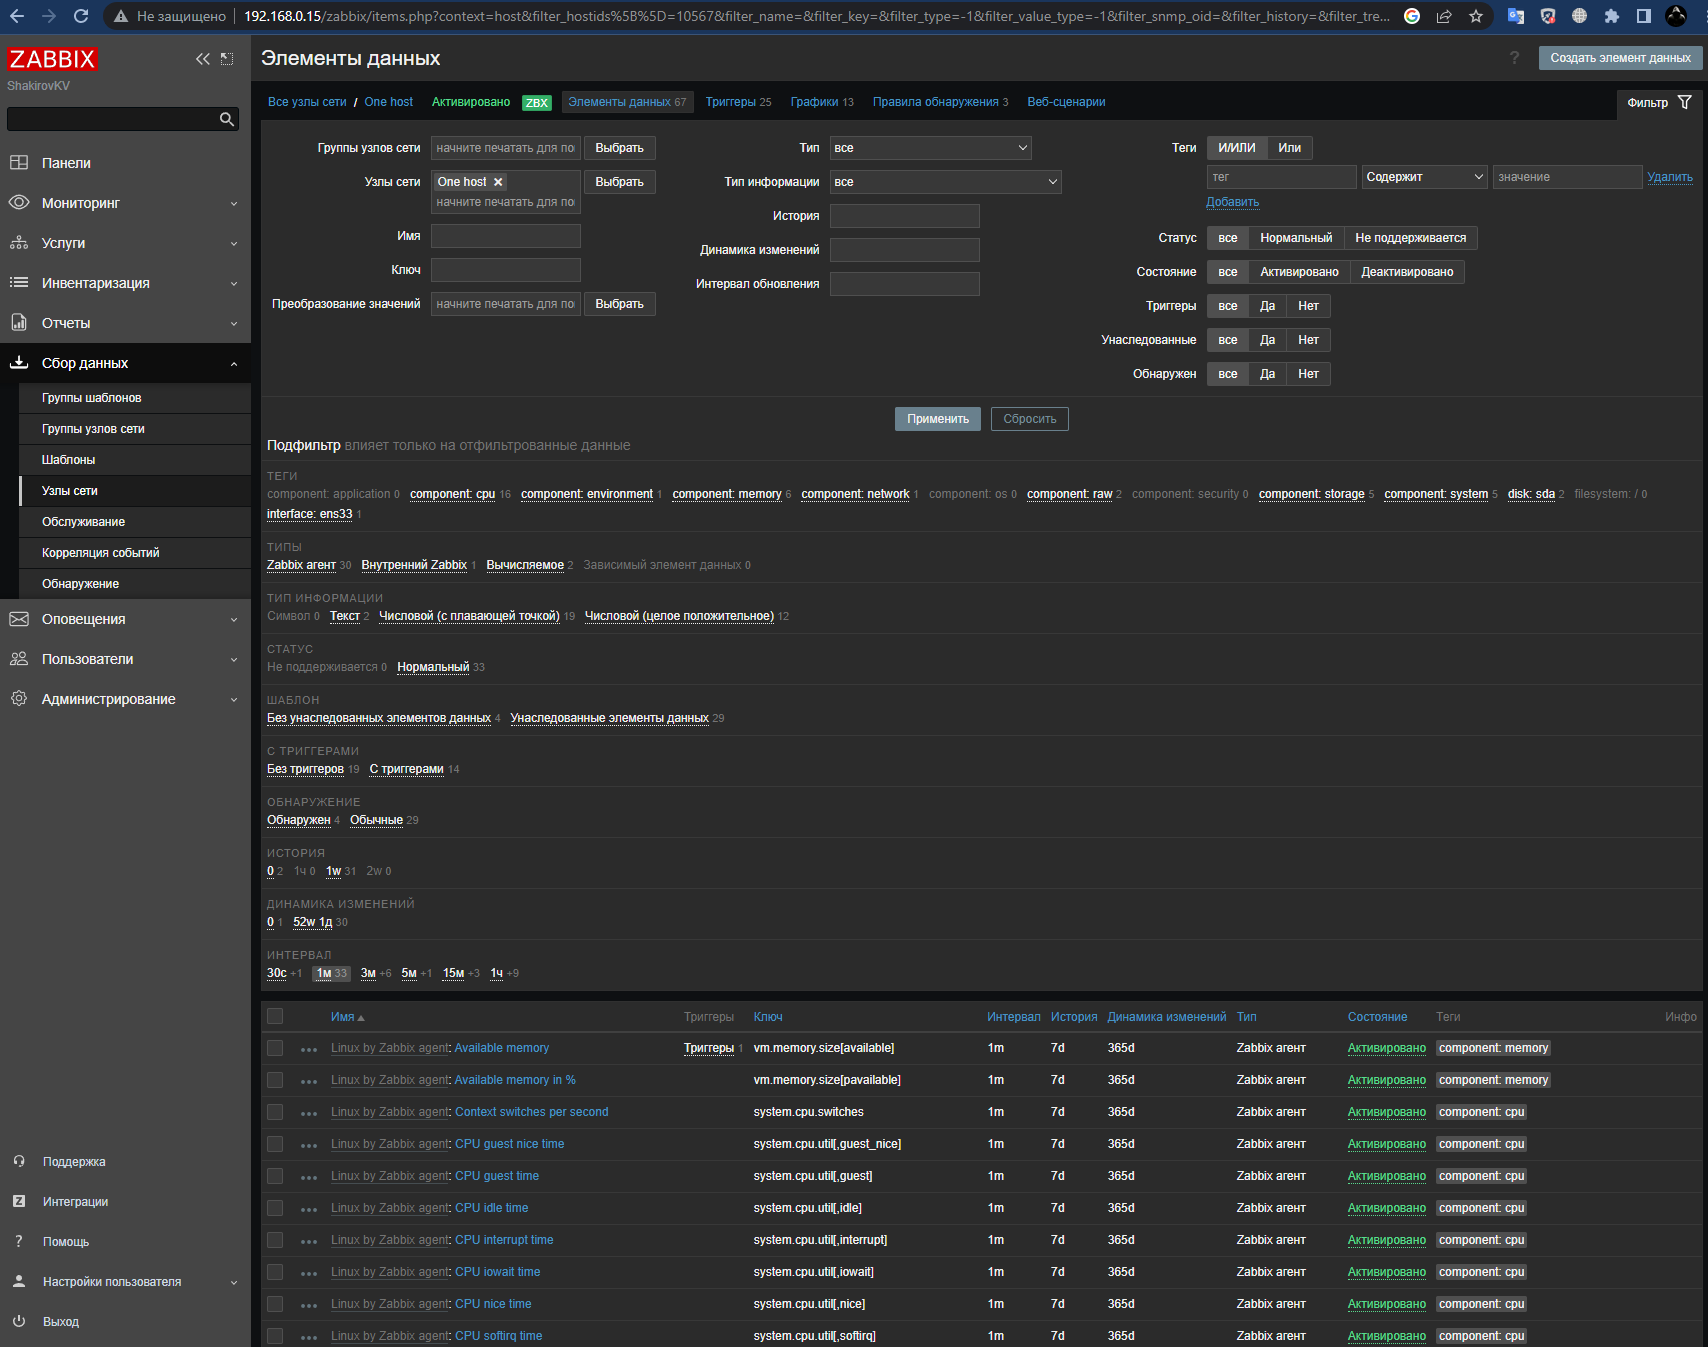 Не защищено
192.168.0.15/zabbix/items.php?context=host&filter_hostids%5B%5D=10567&filter_name=&filter_key=&filter_type=-1&filter_value_type=-1&filter_snmp_oid=&filter_history=&filter_tre...
ZABBIX
ShakirovKV
Панели
Мониторинг
Услуги
Инвентаризация
Отчеты
Сбор данных
Группы шаблонов
Группы узлов сети
Шаблоны
Узлы сети
Обслуживание
Корреляция событий
Обнаружение
Оповещения
Пользователи
Администрирование
Поддержка
Интеграции
Помощь
Настройки пользователя
Выход
Элементы данных
? Создать элемент данных
Все узлы сети / One host Активировано ZBX Элементы данных 67 Триггеры 25 Графики 13 Правила обнаружения 3 Веб-сценарии
Фильтр
Группы узлов сети начните печатать для по Выбрать
Узлы сети One host Выбрать
начните печатать для по
Имя
Ключ
Преобразование значений начните печатать для по Выбрать
Тип все
Тип информации все
История
Динамика изменений
Интервал обновления
Теги И/ИЛИ Или
тег Содержит значение Удалить
Добавить
Статус все Нормальный Не поддерживается
Состояние все Активировано Деактивировано
Триггеры все Да Нет
Унаследованные все Да Нет
Обнаружен все Да Нет
Применить Сбросить
Подфильтр влияет только на отфильтрованные данные
ТЕГИ
component: application 0 component: cpu 16 component: environment 1 component: memory 6 component: network 1 component: os 0 component: raw 2 component: security 0 component: storage 5 component: system 5 disk: sda 2 filesystem: / 0
interface: ens33 1
ТИПЫ
Zabbix агент 30 Внутренний Zabbix 1 Вычисляемое 2 Зависимый элемент данных 0
ТИП ИНФОРМАЦИИ
Символ 0 Текст 2 Числовой (с плавающей точкой) 19 Числовой (целое положительное) 12
СТАТУС
Не поддерживается 0 Нормальный 33
ШАБЛОН
Без унаследованных элементов данных 4 Унаследованные элементы данных 29
С ТРИГГЕРАМИ
Без триггеров 19 С триггерами 14
ОБНАРУЖЕНИЕ
Обнаружен 4 Обычные 29
ИСТОРИЯ
0 2 1ч 0 1w 31 2w 0
ДИНАМИКА ИЗМЕНЕНИЙ
0 1 52w 1д 30
ИНТЕРВАЛ
30с +1 1м 33 3м +6 5м +1 15м +3 1ч +9
Имя Триггеры Ключ Интервал История Динамика изменений Тип Состояние Теги Инфо
Linux by Zabbix agent: Available memory Триггеры 1 vm.memory.size[available] 1m 7d 365d Zabbix агент Активировано component: memory
Linux by Zabbix agent: Available memory in % vm.memory.size[pavailable] 1m 7d 365d Zabbix агент Активировано component: memory
Linux by Zabbix agent: Context switches per second system.cpu.switches 1m 7d 365d Zabbix агент Активировано component: cpu
Linux by Zabbix agent: CPU guest nice time system.cpu.util[,guest_nice] 1m 7d 365d Zabbix агент Активировано component: cpu
Linux by Zabbix agent: CPU guest time system.cpu.util[,guest] 1m 7d 365d Zabbix агент Активировано component: cpu
Linux by Zabbix agent: CPU idle time system.cpu.util[,idle] 1m 7d 365d Zabbix агент Активировано component: cpu
Linux by Zabbix agent: CPU interrupt time system.cpu.util[,interrupt] 1m 7d 365d Zabbix агент Активировано component: cpu
Linux by Zabbix agent: CPU iowait time system.cpu.util[,iowait] 1m 7d 365d Zabbix агент Активировано component: cpu
Linux by Zabbix agent: CPU nice time system.cpu.util[,nice] 1m 7d 365d Zabbix агент Активировано component: cpu
Linux by Zabbix agent: CPU softirq time system.cpu.util[,softirq] 1m 7d 365d Zabbix агент Активировано component: cpu